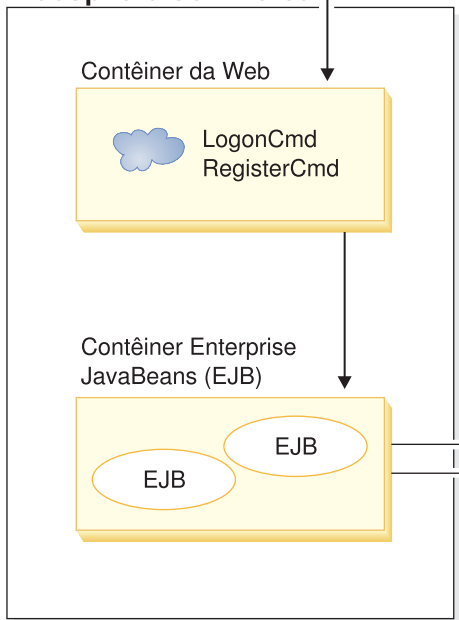 Contêiner da Web
LogonCmd
RegisterCmd
Contêiner Enterprise
JavaBeans (EJB)
EJB
EJB